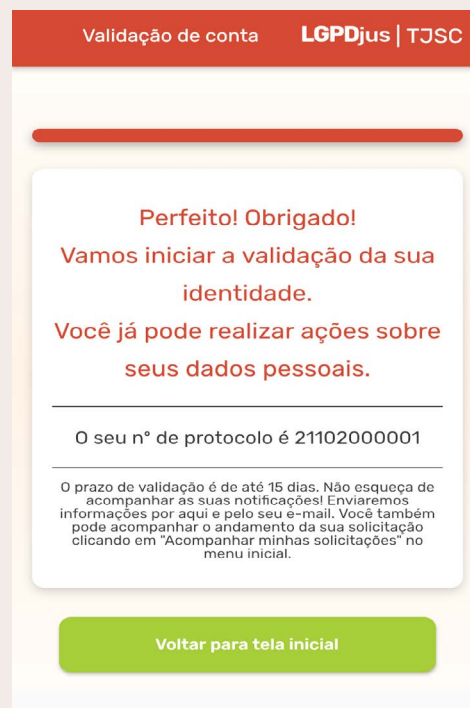 Validação de conta LGPDjus | TJSC
Perfeito! Obrigado!
Vamos iniciar a validação da sua
identidade.
Você já pode realizar ações sobre
seus dados pessoais.
O seu nº de protocolo é 21102000001
O prazo de validação é de até 15 dias. Não esqueça de
acompanhar as suas notificações! Enviaremos
informações por aqui e pelo seu e-mail. Você também
pode acompanhar o andamento da sua solicitação
clicando em "Acompanhar minhas solicitações" no
menu inicial.
Voltar para tela inicial